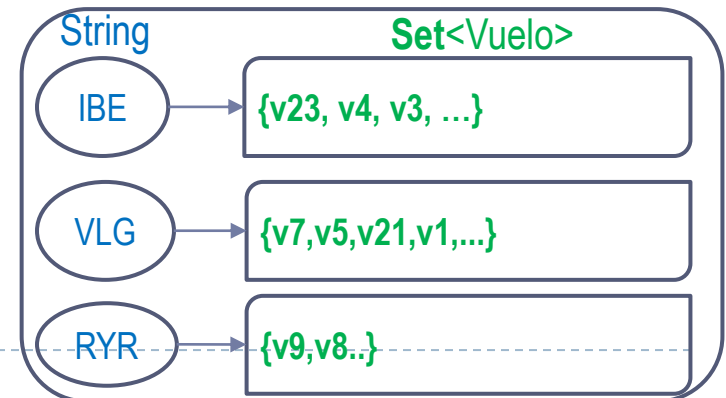 String Set<Vuelo>
IBE {v23, v4, v3, ...}
VLG {v7,v5,v21,v1,...}
RYR {v9,v8..}